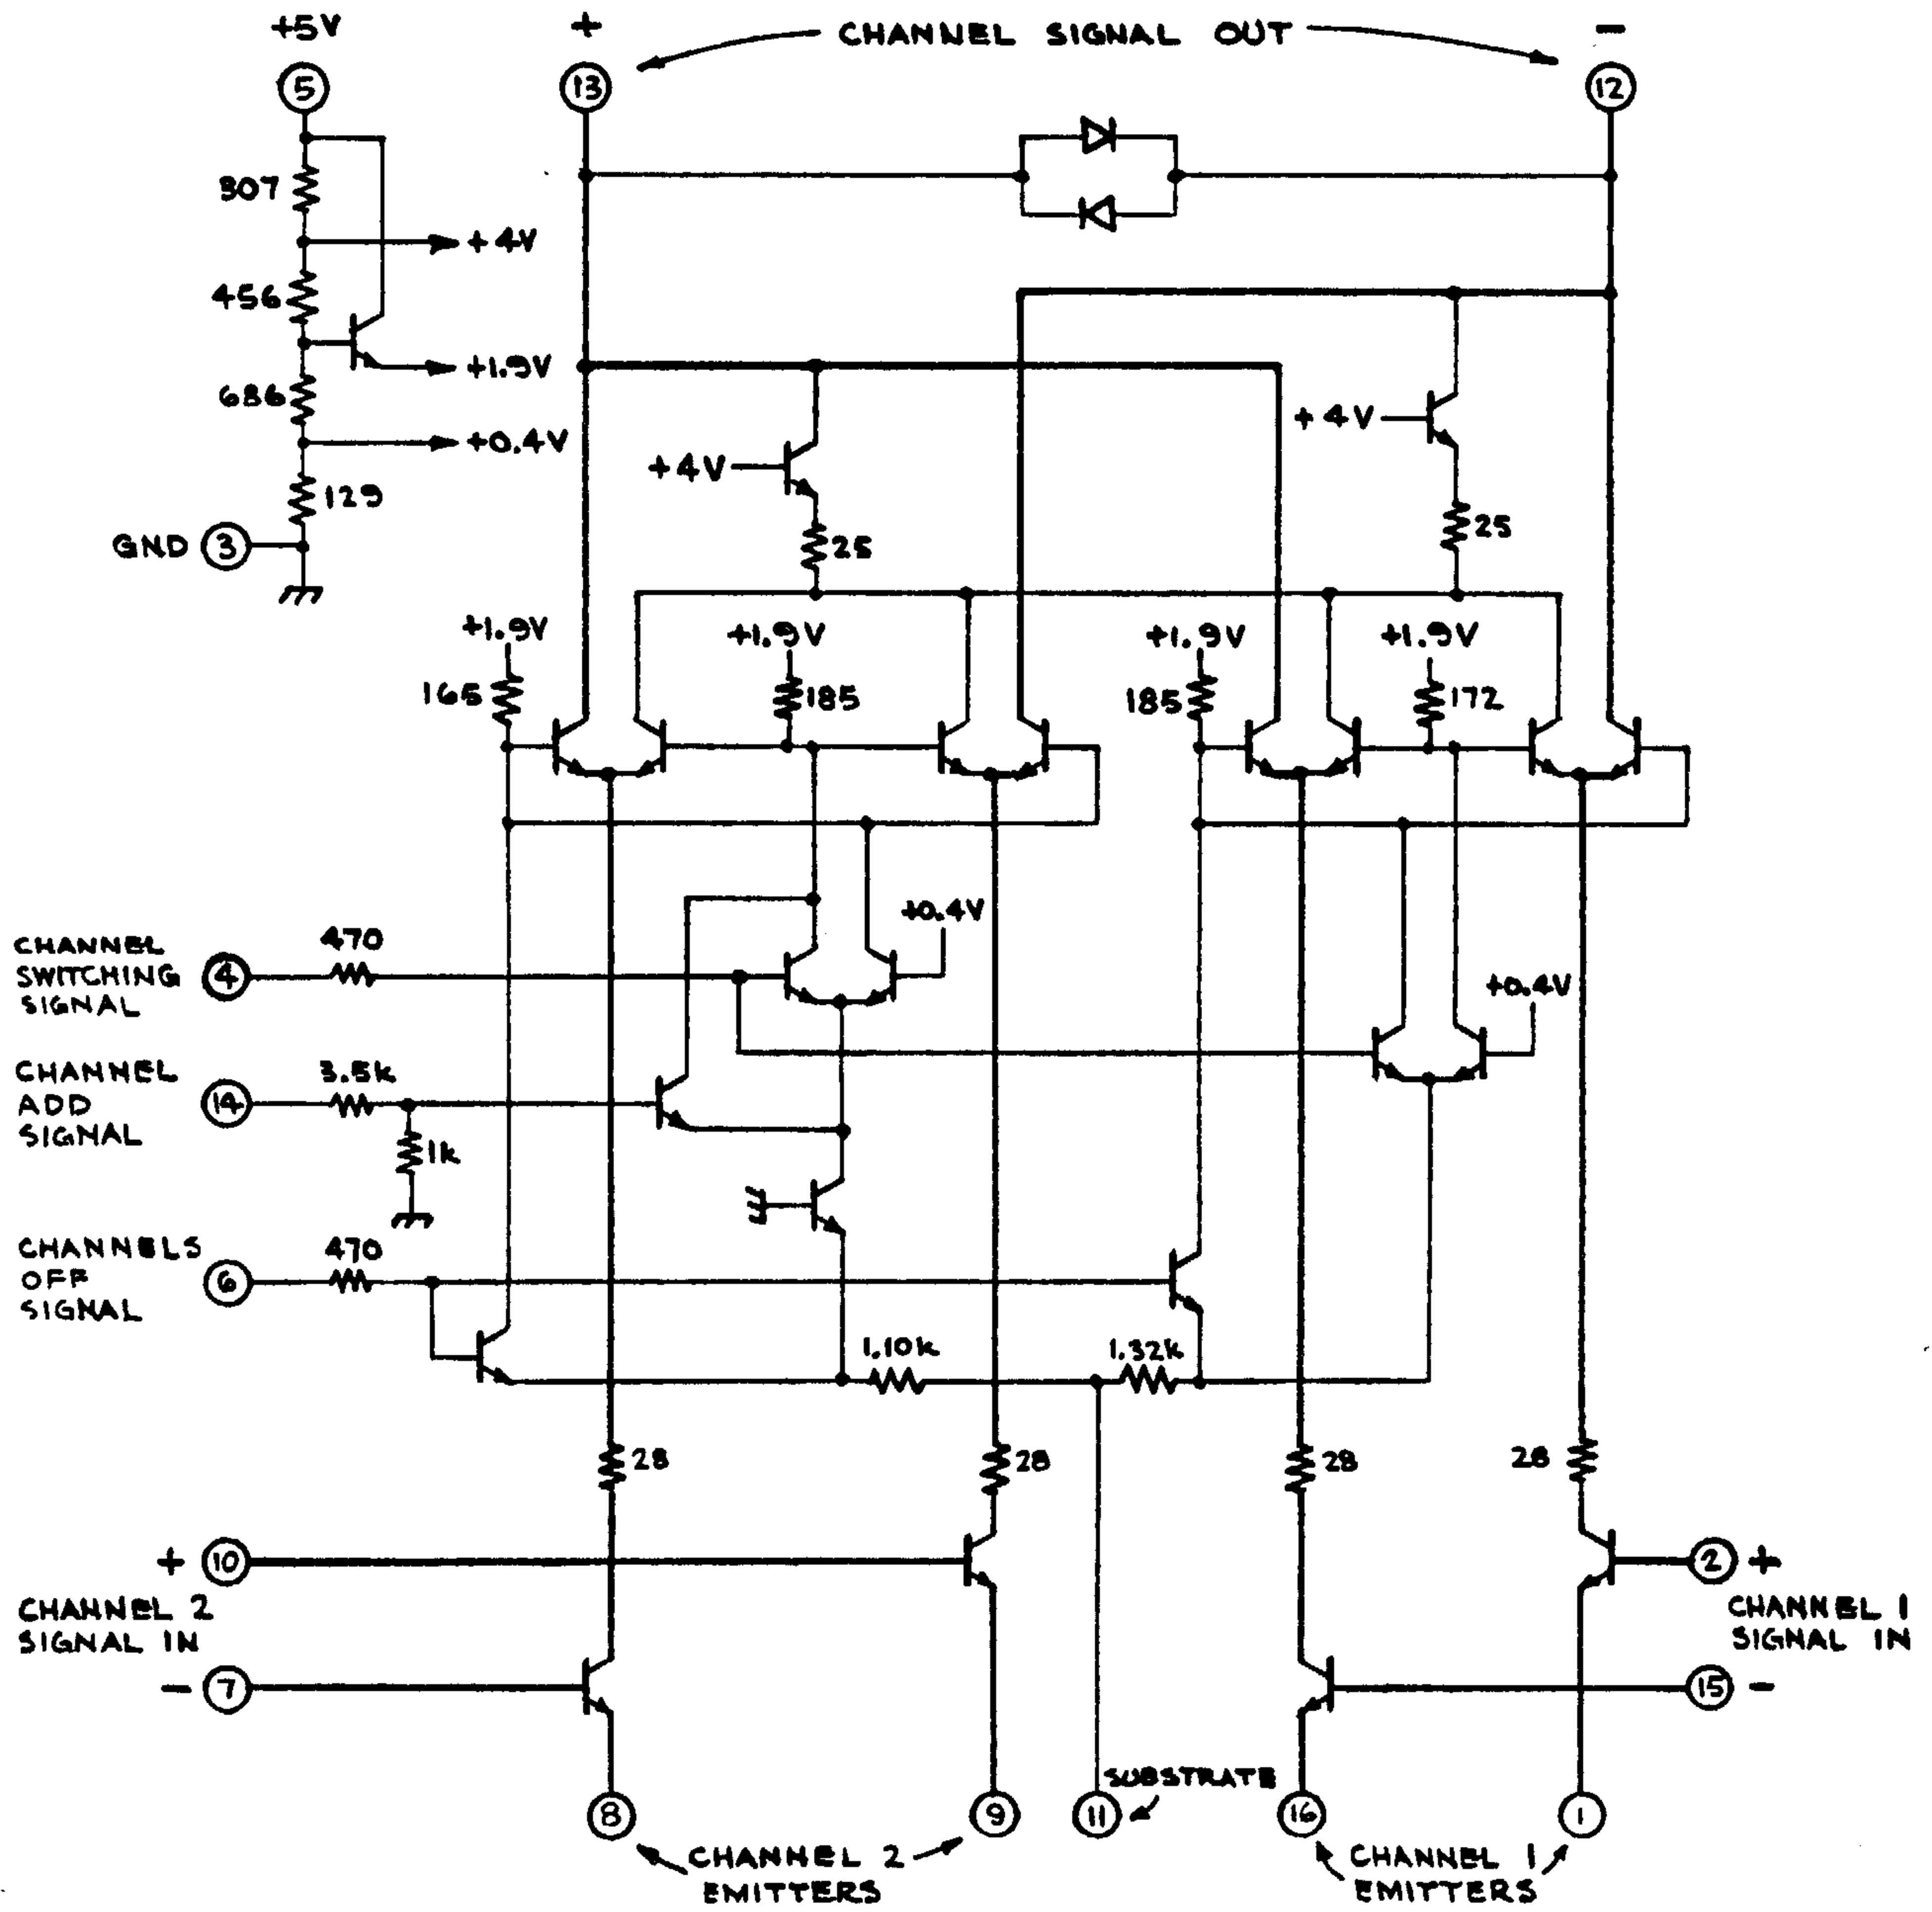 +5V
+
CHANNEL SIGNAL OUT
-
5
13
12
307
+4V
456
+1.9V
686
+0.4V
129
GND 3
+4V
25
+4V
25
+1.9V
165
+1.9V
185
+1.9V
185
+1.9V
172
CHANNEL
SWITCHING
SIGNAL
4
470
+0.4V
+0.4V
CHANNEL
ADD
SIGNAL
14
3.5k
1k
CHANNELS
OFF
SIGNAL
6
470
1.10k
1.32k
28
28
28
28
+ 10
CHANNEL 2
SIGNAL IN
- 7
2 +
CHANNEL 1
SIGNAL IN
15 -
8
9
11
SUBSTRATE
16
1
CHANNEL 2
EMITTERS
CHANNEL 1
EMITTERS